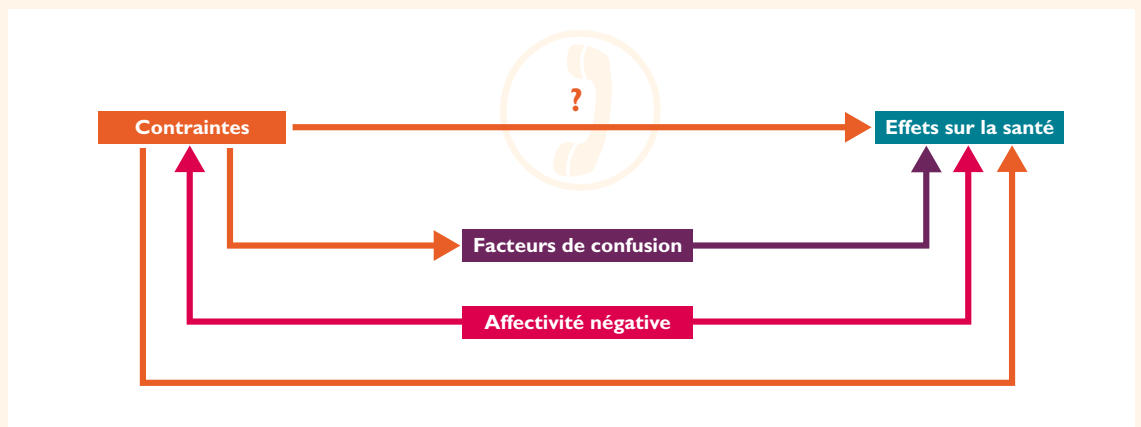 ?
Contraintes
Effets sur la santé
Facteurs de confusion
Affectivité négative